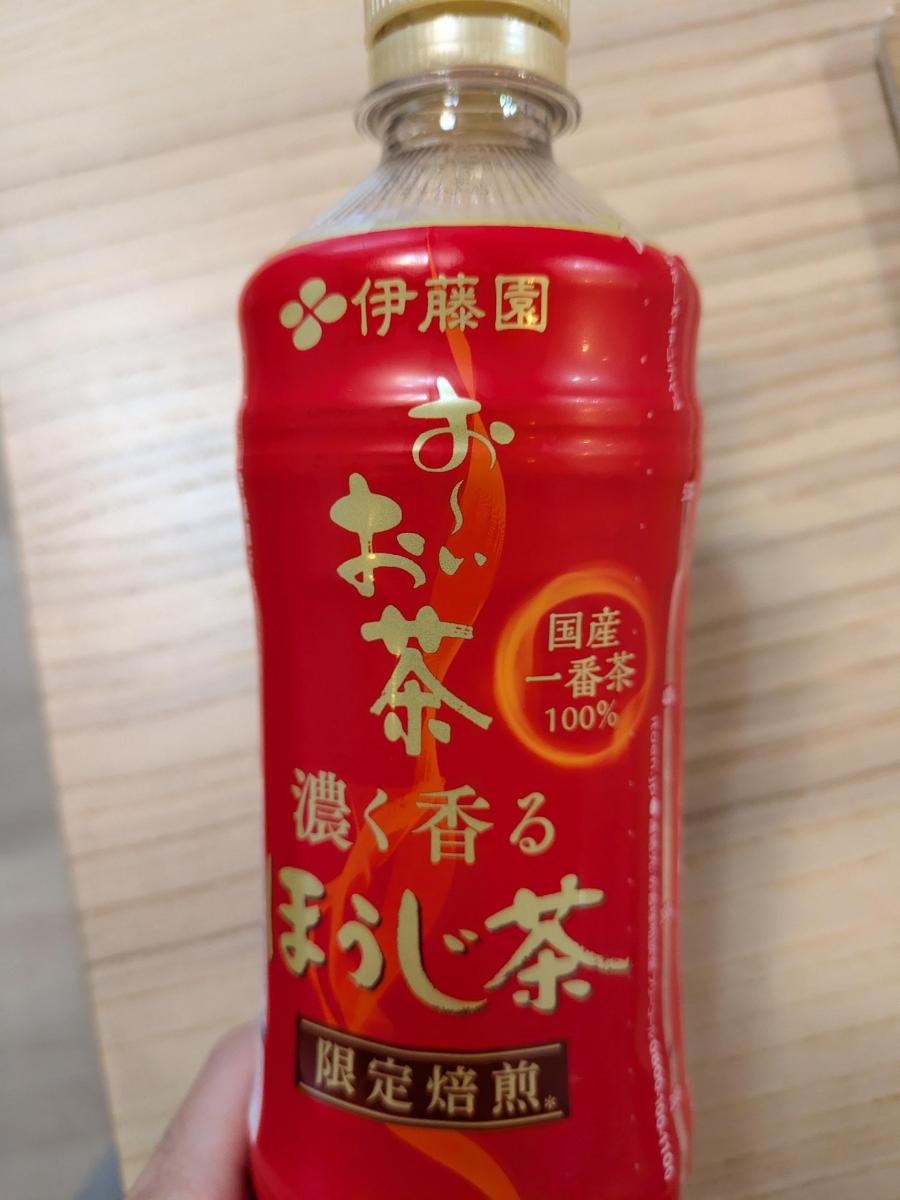 伊藤園
お～い
お茶
国産
一番茶
100%
濃く香る
ほうじ茶
限定焙煎※